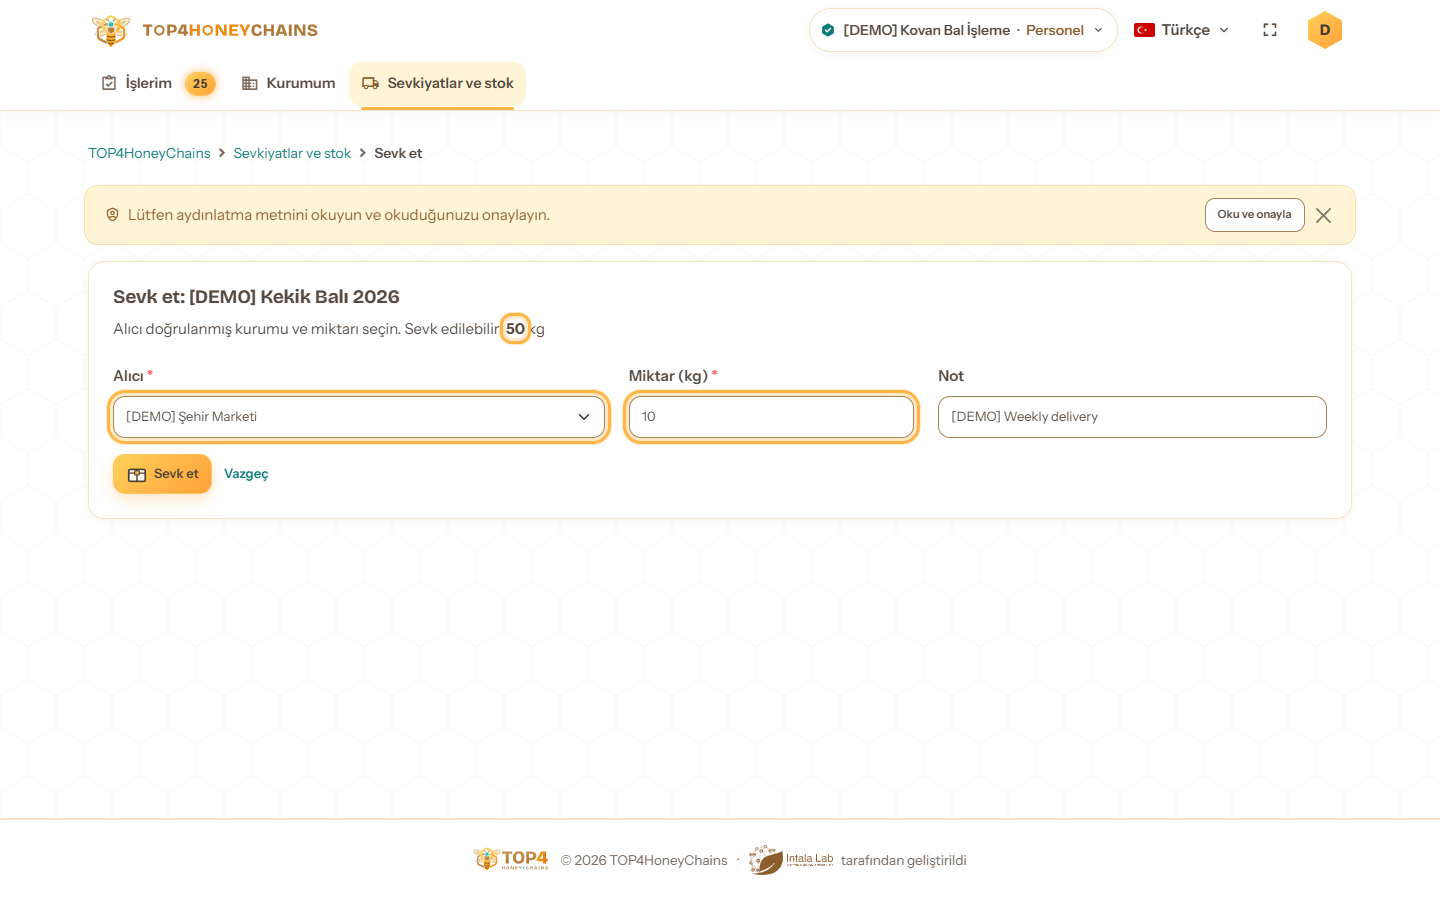 TOP4HONEYCHAINS
[DEMO] Kovan Bal İşleme · Personel
Türkçe
D
İşlerim 25
Kurumum
Sevkiyatlar ve stok
TOP4HoneyChains > Sevkiyatlar ve stok > Sevk et
Lütfen aydınlatma metnini okuyun ve okuduğunuzu onaylayın.
Oku ve onayla
Sevk et: [DEMO] Kekik Balı 2026
Alıcı doğrulanmış kurumu ve miktarı seçin. Sevk edilebilir 50 kg
Alıcı *
Miktar (kg) *
Not
[DEMO] Şehir Marketi
10
[DEMO] Weekly delivery
Sevk et
Vazgeç
TOP4
HONEYCHAINS
© 2026 TOP4HoneyChains ·
Intala Lab
tarafından geliştirildi